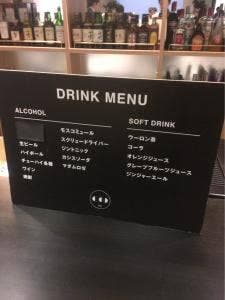 DRINK MENU
ALCOHOL
生ビール
ハイボール
チューハイ各種
ワイン
焼酎
モスコミュール
スクリュードライバー
ジントニック
カシスソーダ
マダムロゼ
SOFT DRINK
ウーロン茶
コーラ
オレンジジュース
グレープフルーツジュース
ジンジャーエール